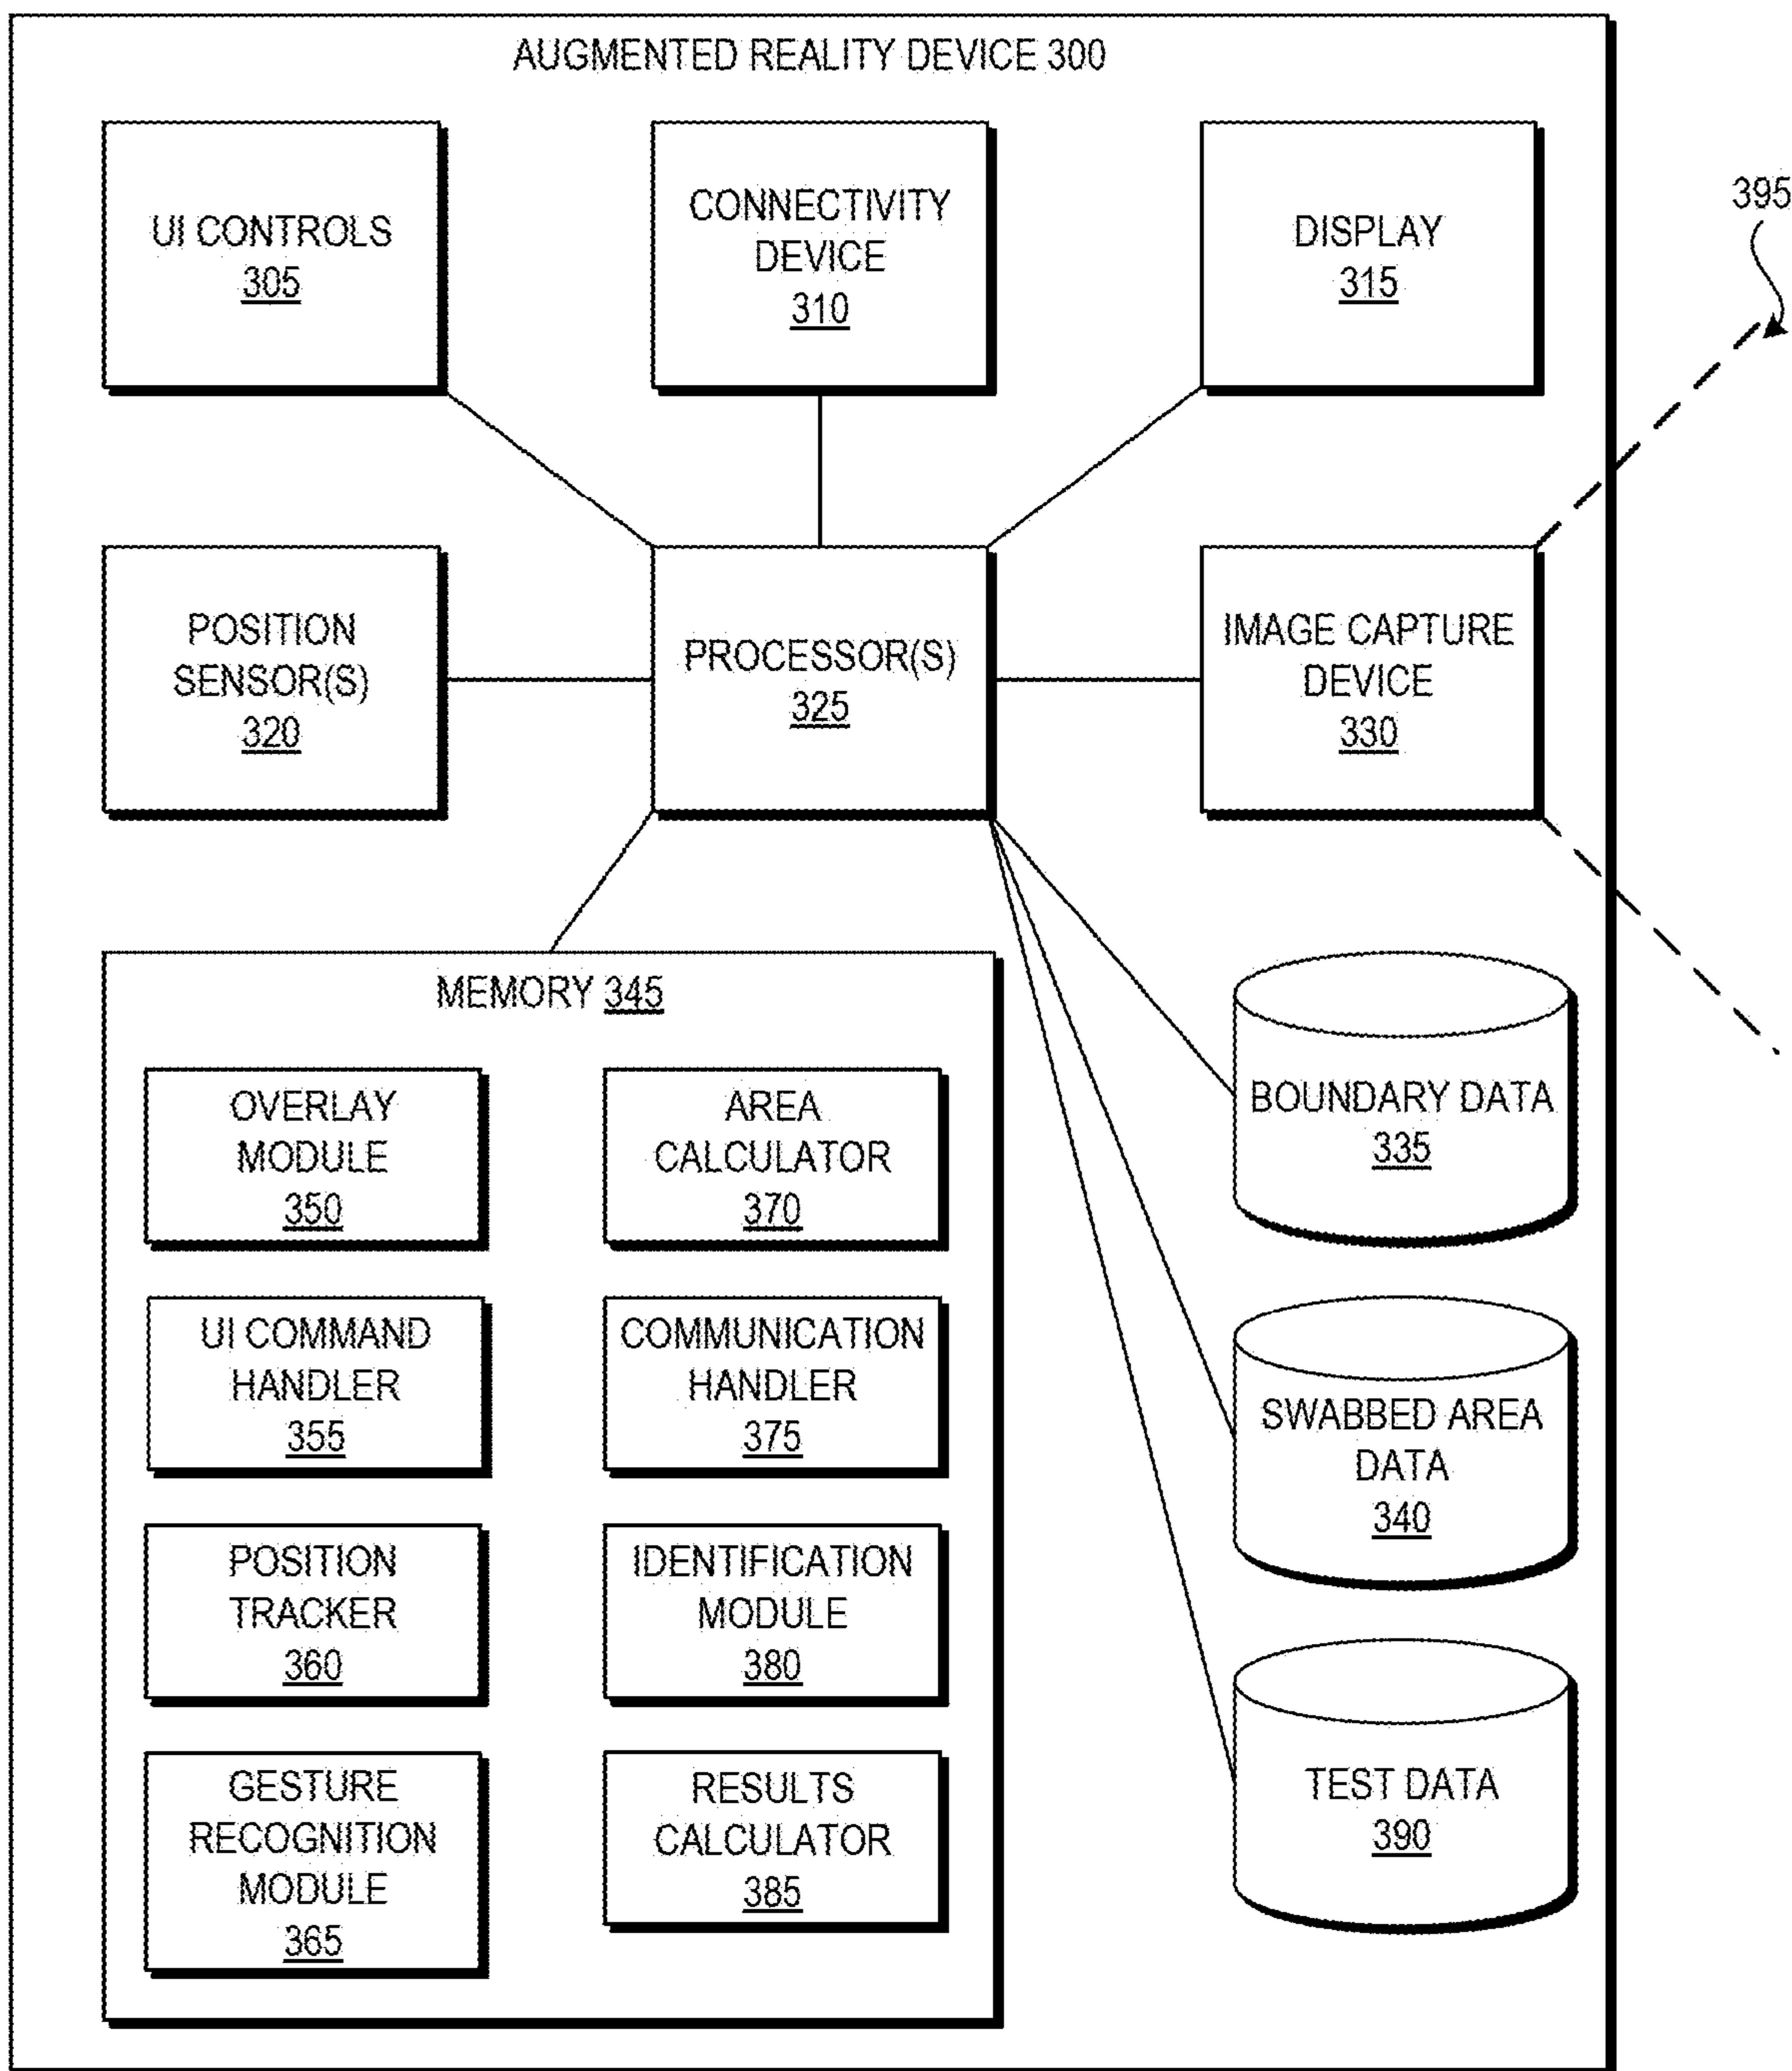 AUGMENTED REALITY DEVICE 300
UI CONTROLS
305
CONNECTIVITY
DEVICE
310
DISPLAY
315
395
POSITION
SENSOR(S)
320
PROCESSOR(S)
325
IMAGE CAPTURE
DEVICE
330
MEMORY 345
OVERLAY
MODULE
350
AREA
CALCULATOR
370
UI COMMAND
HANDLER
355
COMMUNICATION
HANDLER
375
POSITION
TRACKER
360
IDENTIFICATION
MODULE
380
GESTURE
RECOGNITION
MODULE
365
RESULTS
CALCULATOR
385
BOUNDARY DATA
335
SWABBED AREA
DATA
340
TEST DATA
390